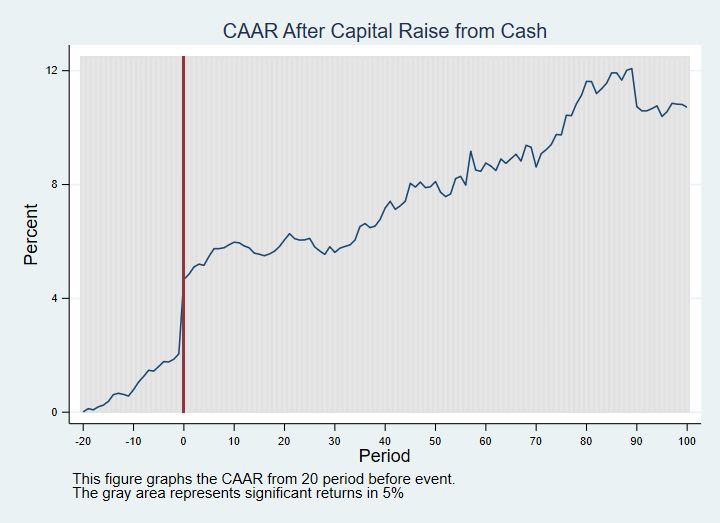 CAAR After Capital Raise from Cash
Percent
12
8
4
0
-20 -10 0 10 20 30 40 50 60 70 80 90 100
Period
This figure graphs the CAAR from 20 period before event.
The gray area represents significant returns in 5%